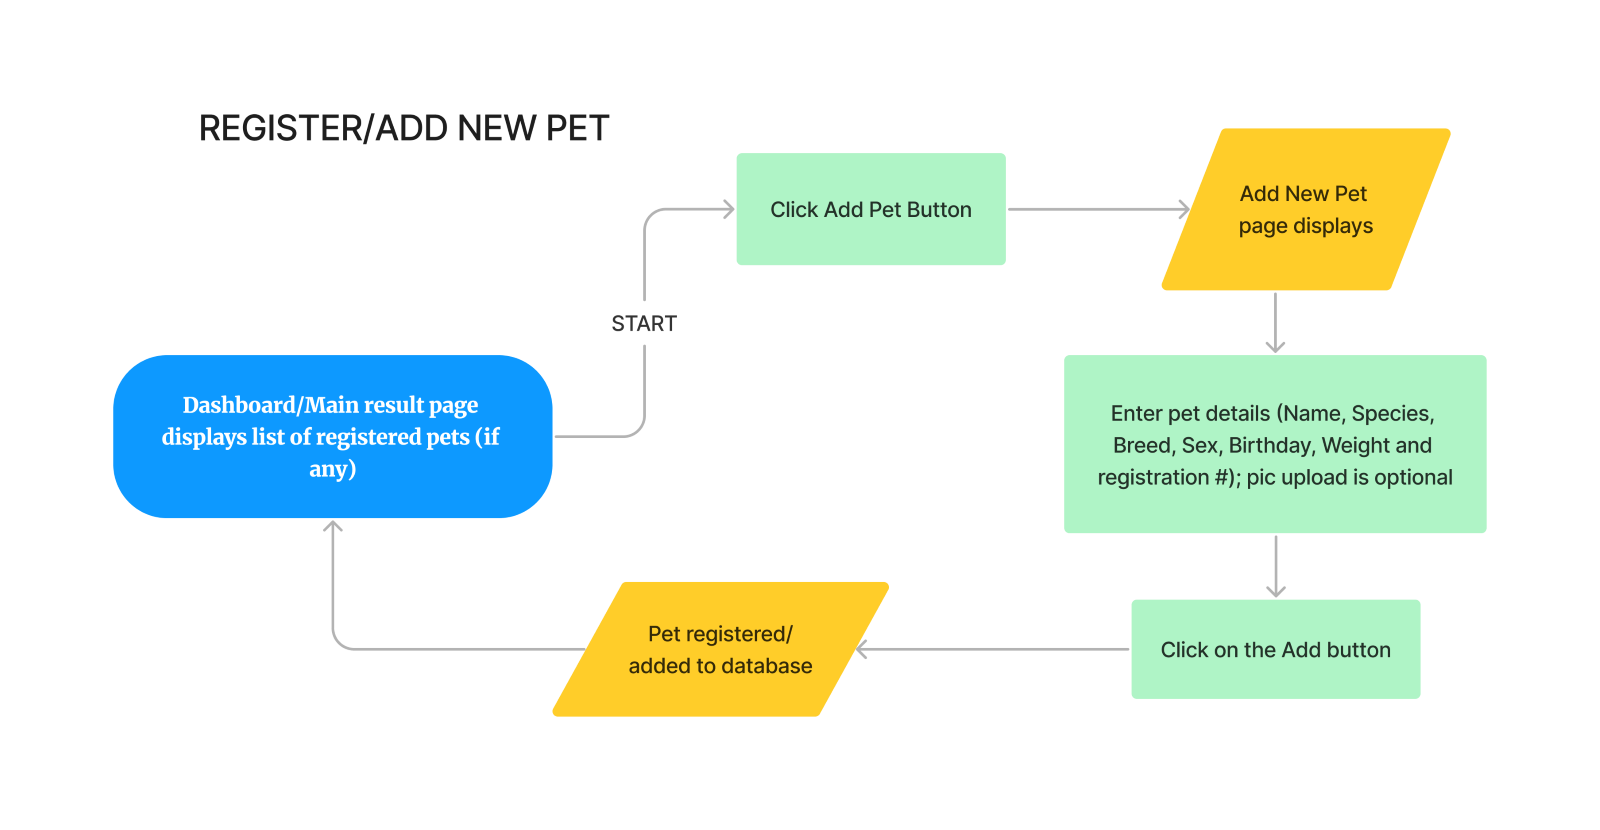 REGISTER/ADD NEW PET
Click Add Pet Button
Add New Pet
page displays
START
Dashboard/Main result page
displays list of registered pets (if
any)
Enter pet details (Name, Species,
Breed, Sex, Birthday, Weight and
registration #); pic upload is optional
Click on the Add button
Pet registered/
added to database